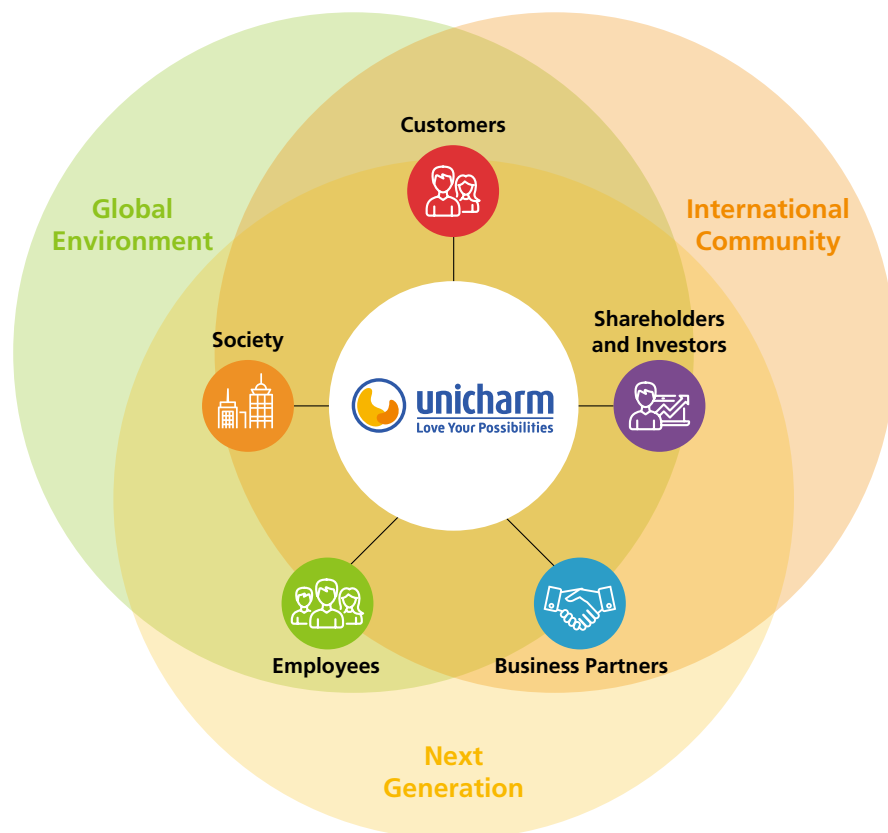 Customers
Global
Environment
International
Community
Society
Shareholders
and Investors
unicharm
Love Your Possibilities
Employees
Business Partners
Next
Generation